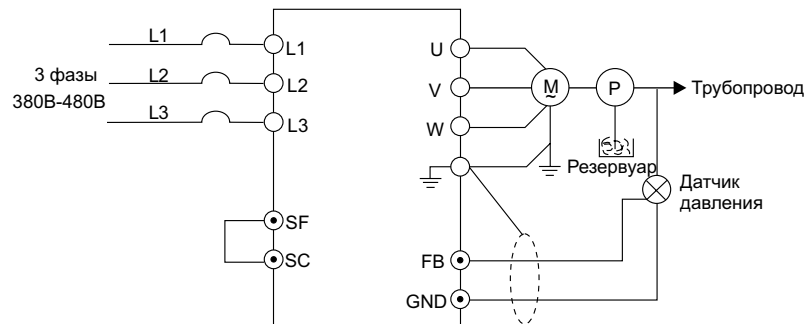 L1
L1
U
3 фазы
380В-480В
L2
L2
V
M
~
P
Трубопровод
L3
L3
W
Резервуар
Датчик
давления
SF
SC
FB
GND